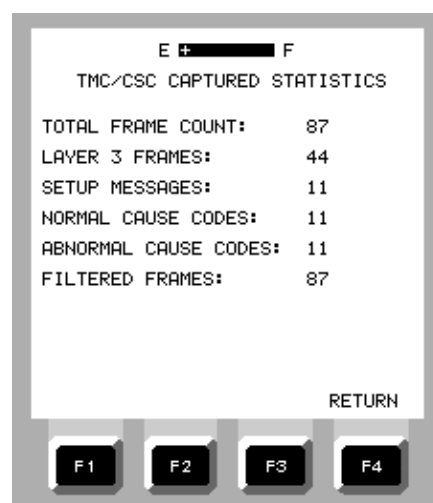 E + F
TMC/CSC CAPTURED STATISTICS
TOTAL FRAME COUNT: 87
LAYER 3 FRAMES: 44
SETUP MESSAGES: 11
NORMAL CAUSE CODES: 11
ABNORMAL CAUSE CODES: 11
FILTERED FRAMES: 87
RETURN
F1 F2 F3 F4